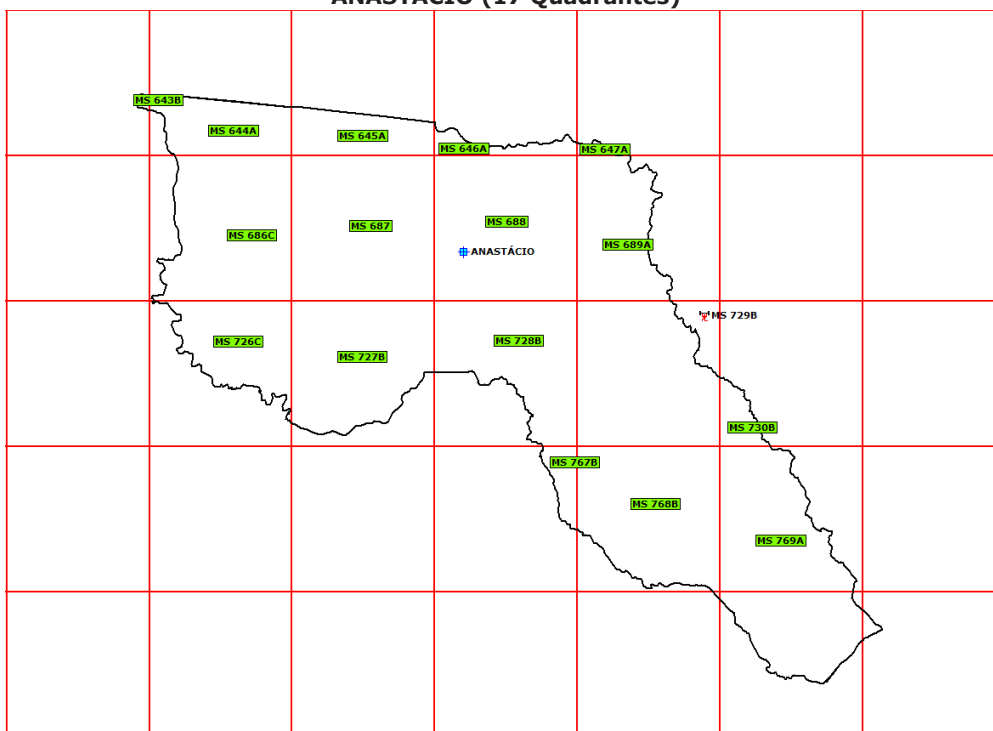 ANASTÁCIO (17 Quadrantes)
MS 643B
MS 644A
MS 645A
MS 646A
MS 647A
MS 686C
MS 687
MS 688
MS 689A
ANASTÁCIO
MS 729B
MS 726C
MS 727B
MS 728B
MS 730B
MS 767B
MS 768B
MS 769A